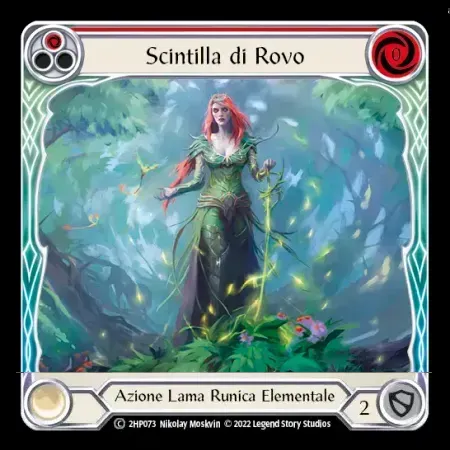 Scintilla di Rovo
0
Azione Lama Runica Elementale
2
© 2HP073 Nikolay Moskvin © 2022 Legend Story Studios